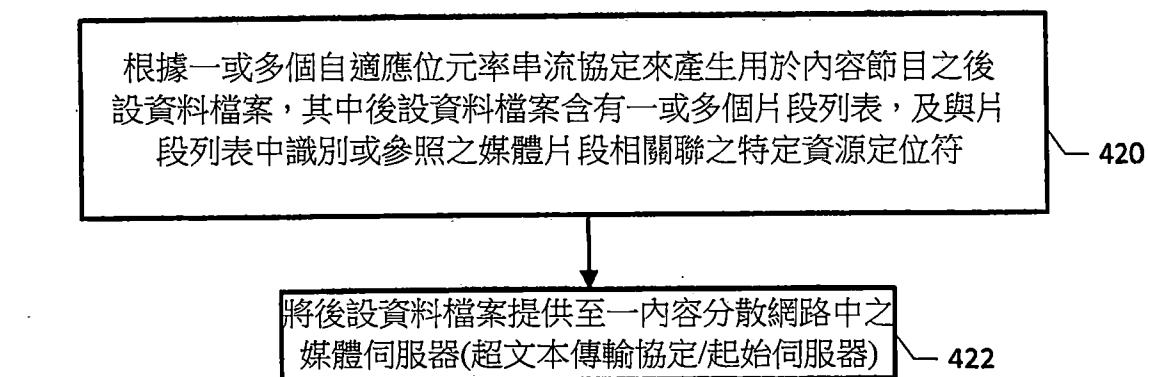 根據一或多個自適應位元率串流協定來產生用於內容節目之後
設資料檔案，其中後設資料檔案含有一或多個片段列表，及與片
段列表中識別或參照之媒體片段相關聯之特定資源定位符
420
將後設資料檔案提供至一內容分散網路中之
媒體伺服器(超文本傳輸協定/起始伺服器)
422